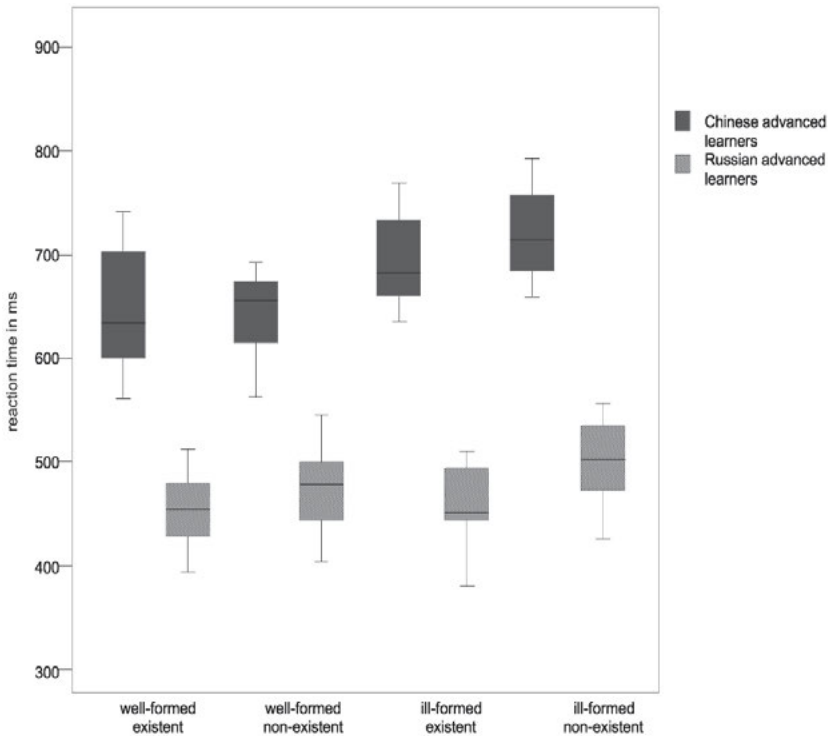 900
800
700
600
500
400
300
reaction time in ms
Chinese advanced
learners
Russian advanced
learners
well-formed
existent
well-formed
non-existent
ill-formed
existent
ill-formed
non-existent